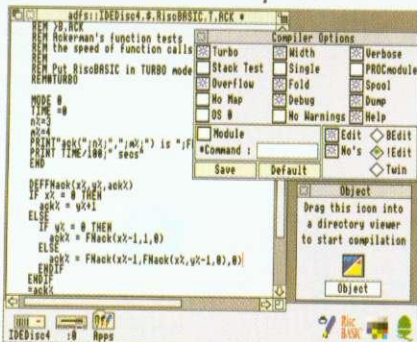 adfs::IDEDisc4.$.RiscBASIC.T.ACK *
REM >B.ACK
REM Ackerman's function tests
REM the speed of function calls
REM
REM Put RiscBASIC in TURBO mode
REM@TURBO
MODE 0
TIME =0
n%=3
m%=4
PRINT"ack(";n%;",";m%;") is ";F
PRINT TIME/100;" secs"
END
DEFFNack(x%,y%,ack%)
IF x% = 0 THEN
ack% = y%+1
ELSE
IF y% = 0 THEN
ack% = FNack(x%-1,1,0)
ELSE
ack% = FNack(x%-1,FNack(x%,y%-1,0),0)
ENDIF
ENDIF
=ack%
Compiler Options
Turbo Width Verbose
Stack Test Single PROCmodule
Overflow Fold Spool
No Map Debug Dump
OS 0 No Warnings Help
Module Edit BEdit
*Command : No's !Edit
Save Default Twin
Object
Drag this icon into
a directory viewer
to start compilation
Object
IDEDisc4 :0 Apps
Risc
BASIC